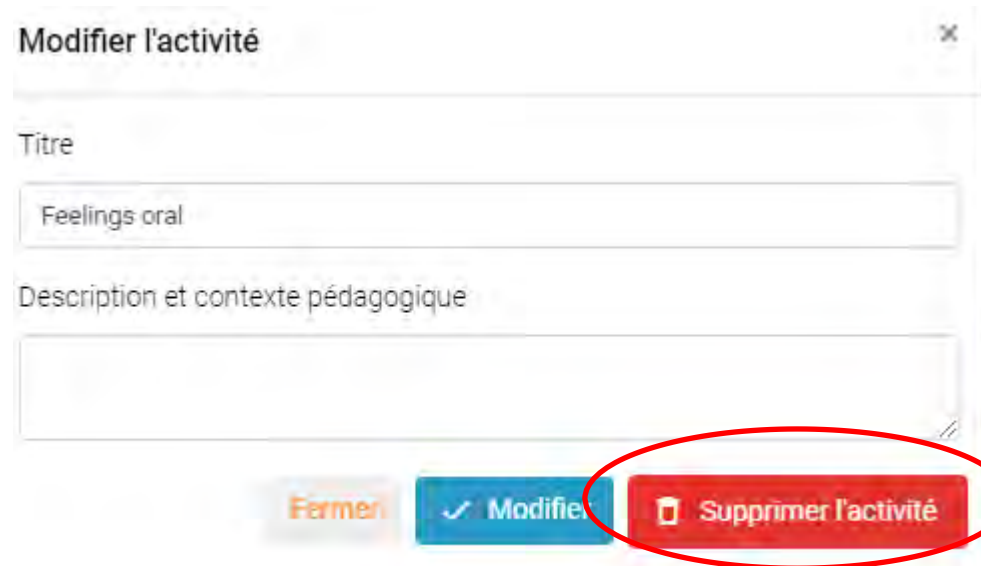 Modifier l'activité
Titre
Feelings oral
Description et contexte pédagogique
Fermer Modifier Supprimer l'activité